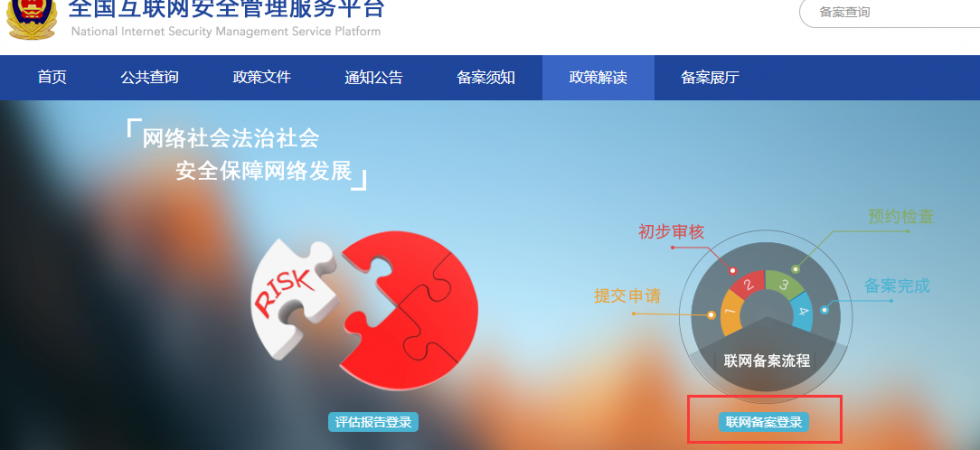 全国互联网安全管理服务平台
National Internet Security Management Service Platform
备案查询
首页 公共查询 政策文件 通知公告 备案须知 政策解读 备案展厅
「网络社会法治社会
安全保障网络发展」
RISK
初步审核
预约检查
提交申请
备案完成
1 2 3 4
联网备案流程
评估报告登录
联网备案登录